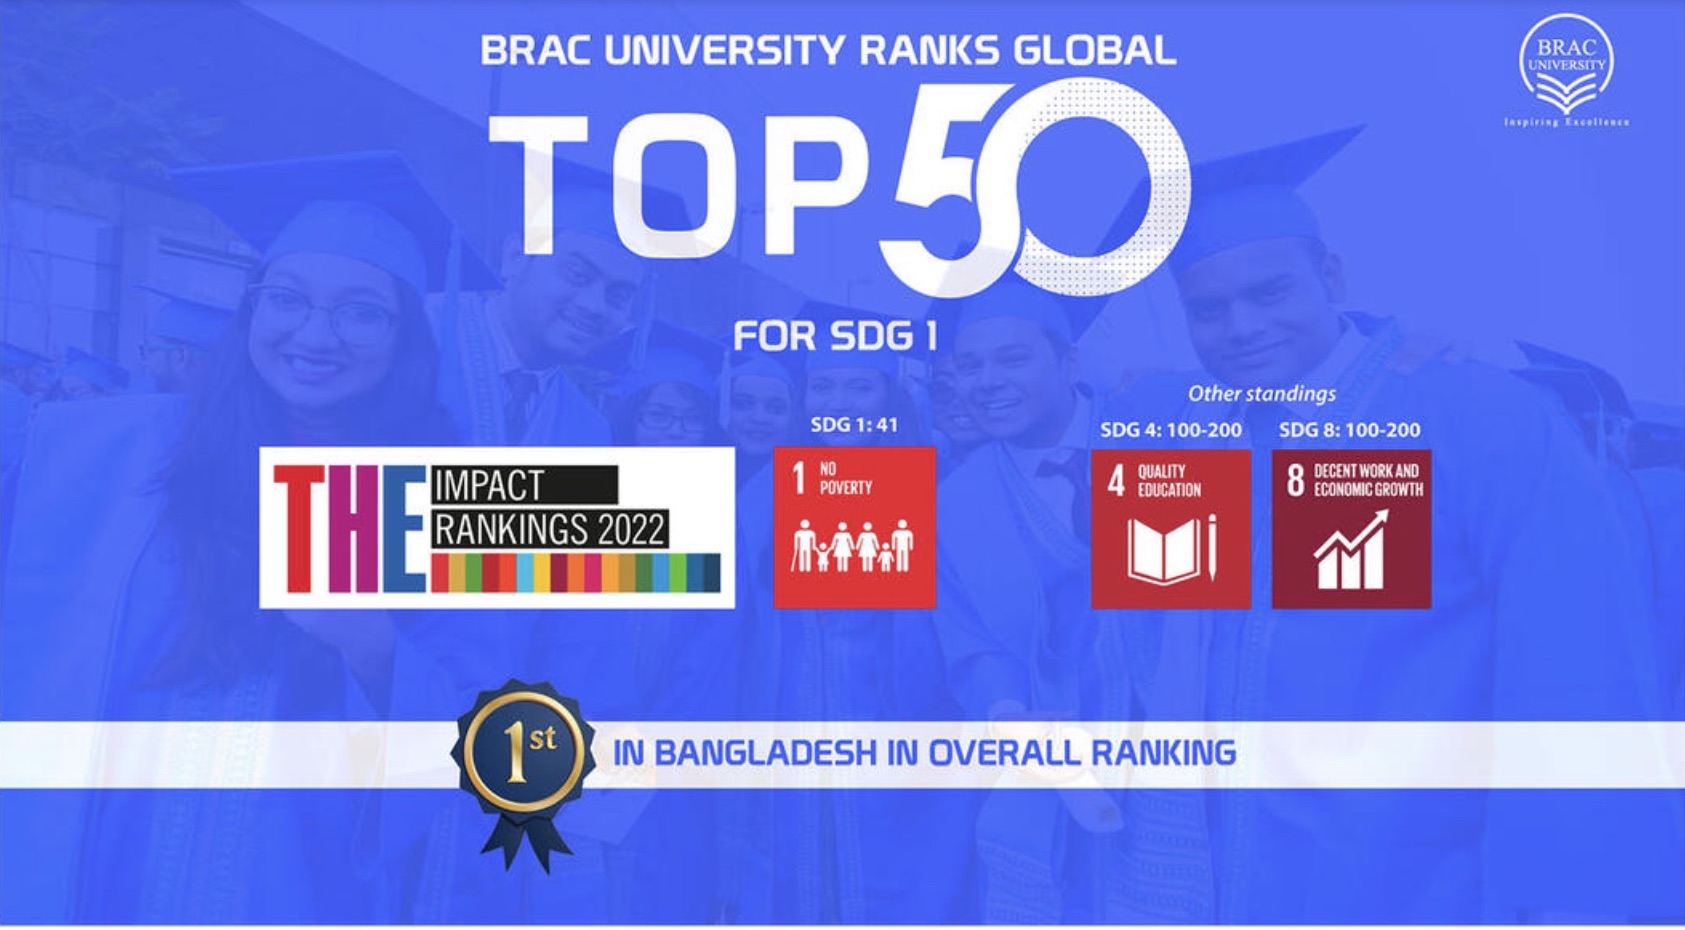 BRAC UNIVERSITY RANKS GLOBAL
TOP 50
FOR SDG 1
BRAC
UNIVERSITY
Inspiring Excellence
THE
IMPACT
RANKINGS 2022
SDG 1: 41
1 NO
POVERTY
Other standings
SDG 4: 100-200
4 QUALITY
EDUCATION
SDG 8: 100-200
8 DECENT WORK AND
ECONOMIC GROWTH
1st
IN BANGLADESH IN OVERALL RANKING